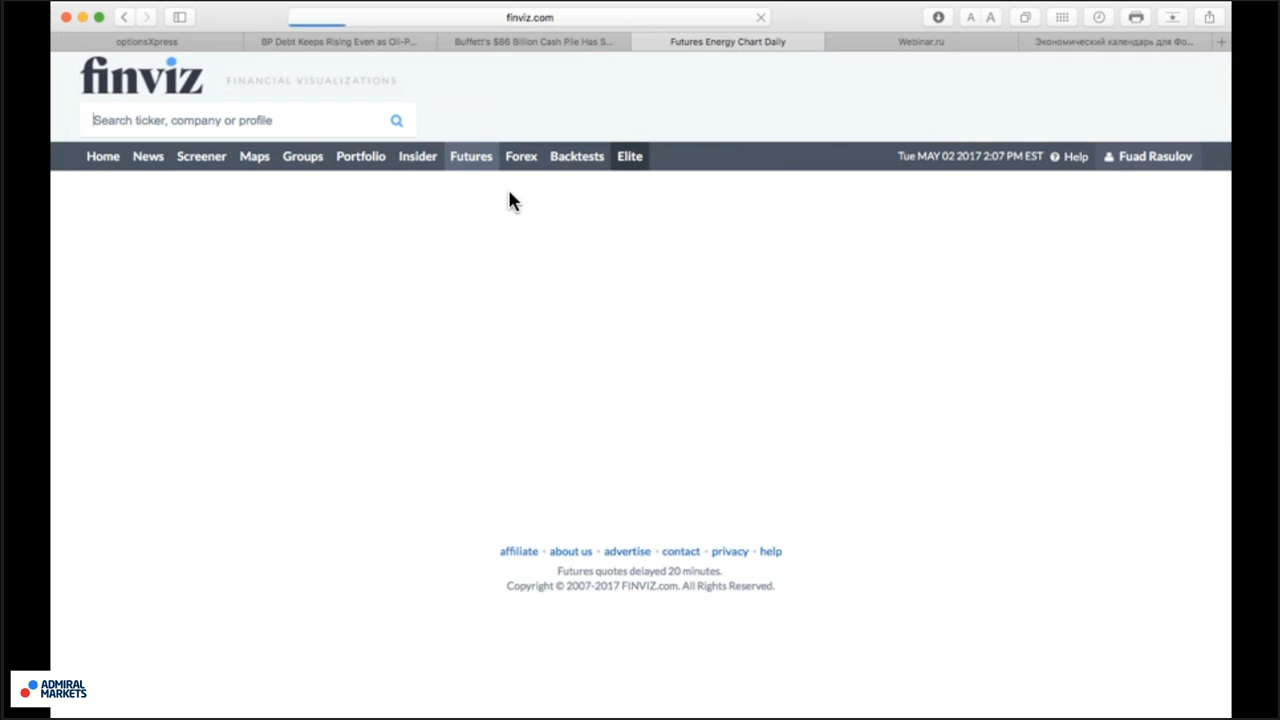 finviz.com
A A
optionsXpress
BP Debt Keeps Rising Even as Oil-P...
Buffett's $86 Billion Cash Pile Has S...
Futures Energy Chart Daily
Webinar.ru
Экономический календарь для Фо...
finviz FINANCIAL VISUALIZATIONS
Search ticker, company or profile
Home News Screener Maps Groups Portfolio Insider Futures Forex Backtests Elite
Tue MAY 02 2017 2:07 PM EST Help Fuad Rasulov
affiliate • about us • advertise • contact • privacy • help
Futures quotes delayed 20 minutes.
Copyright © 2007-2017 FINVIZ.com. All Rights Reserved.
ADMIRAL
MARKETS